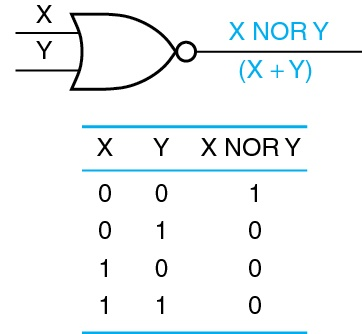 X
X NOR Y
Y
(X + Y)
X Y X NOR Y
0 0 1
0 1 0
1 0 0
1 1 0